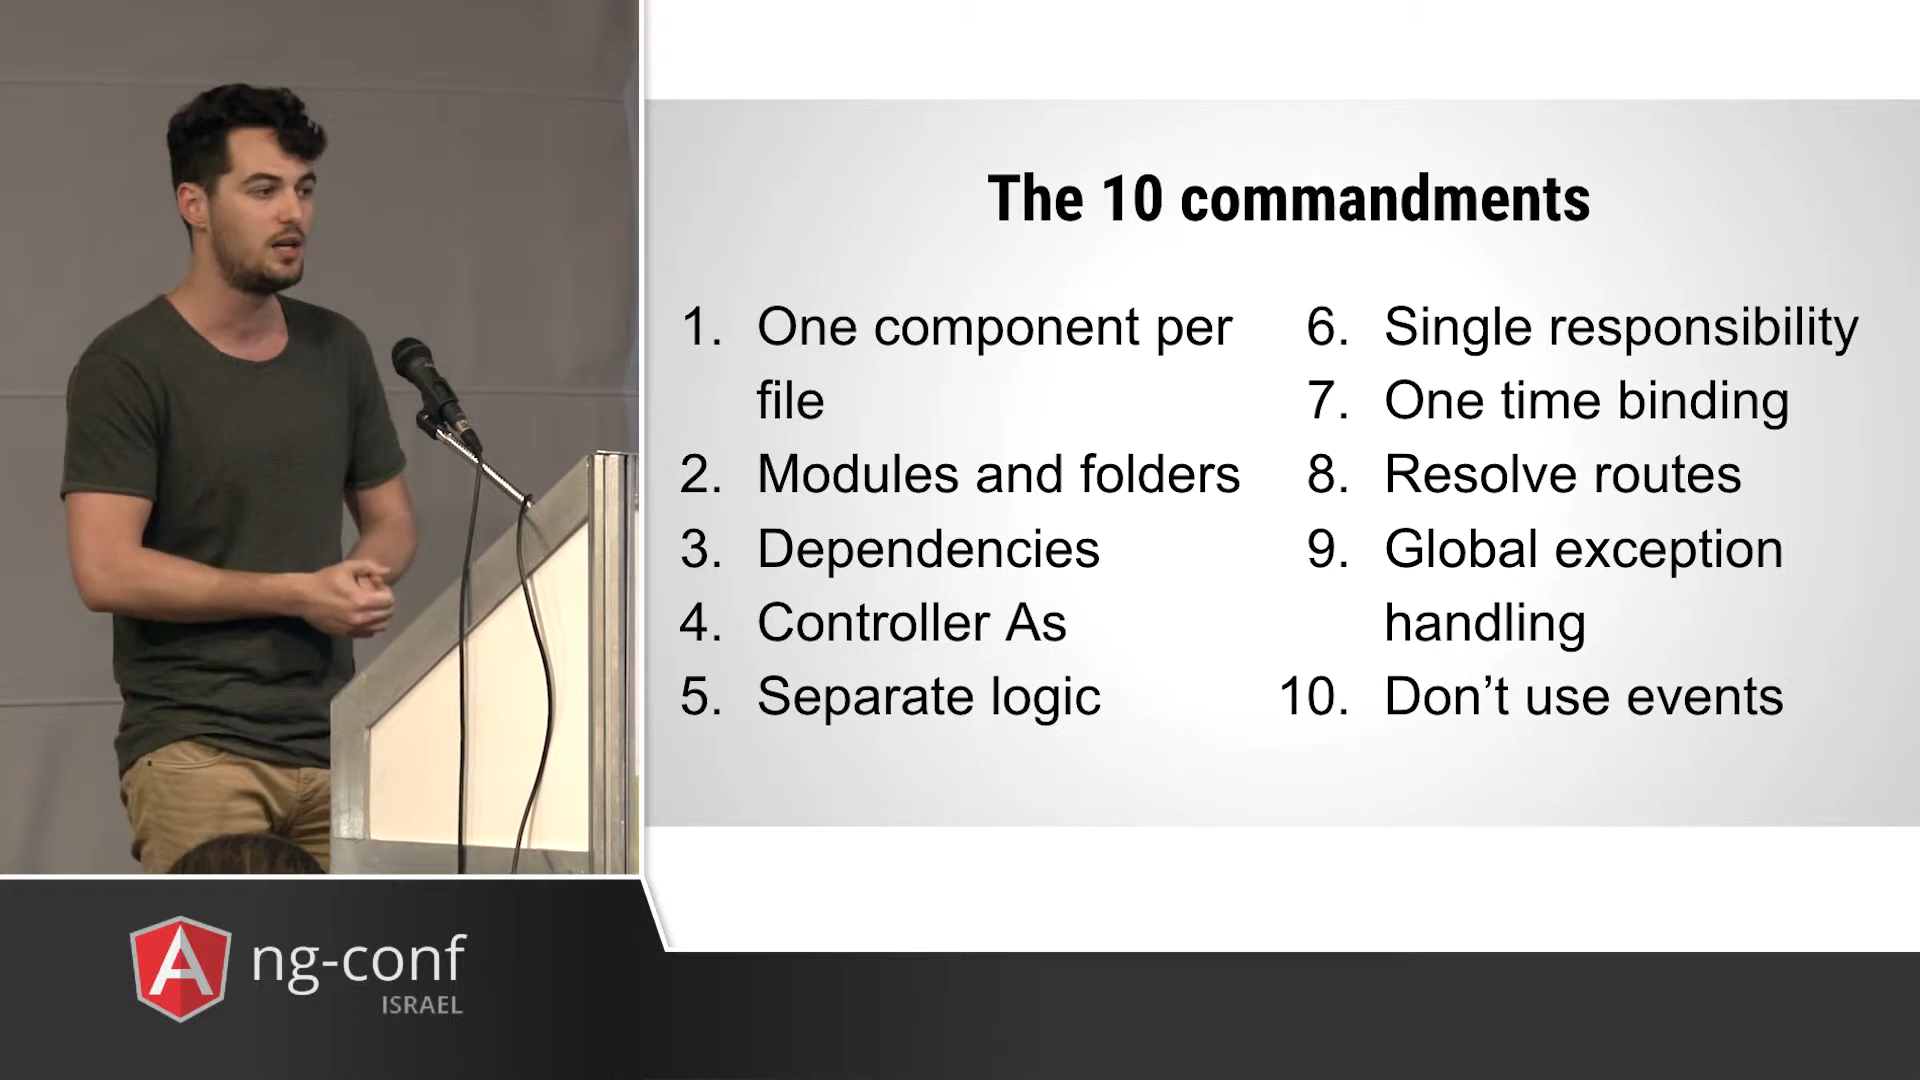 The 10 commandments
1. One component per
file
2. Modules and folders
3. Dependencies
4. Controller As
5. Separate logic
6. Single responsibility
7. One time binding
8. Resolve routes
9. Global exception
handling
10. Don't use events
A
ng-conf
ISRAEL